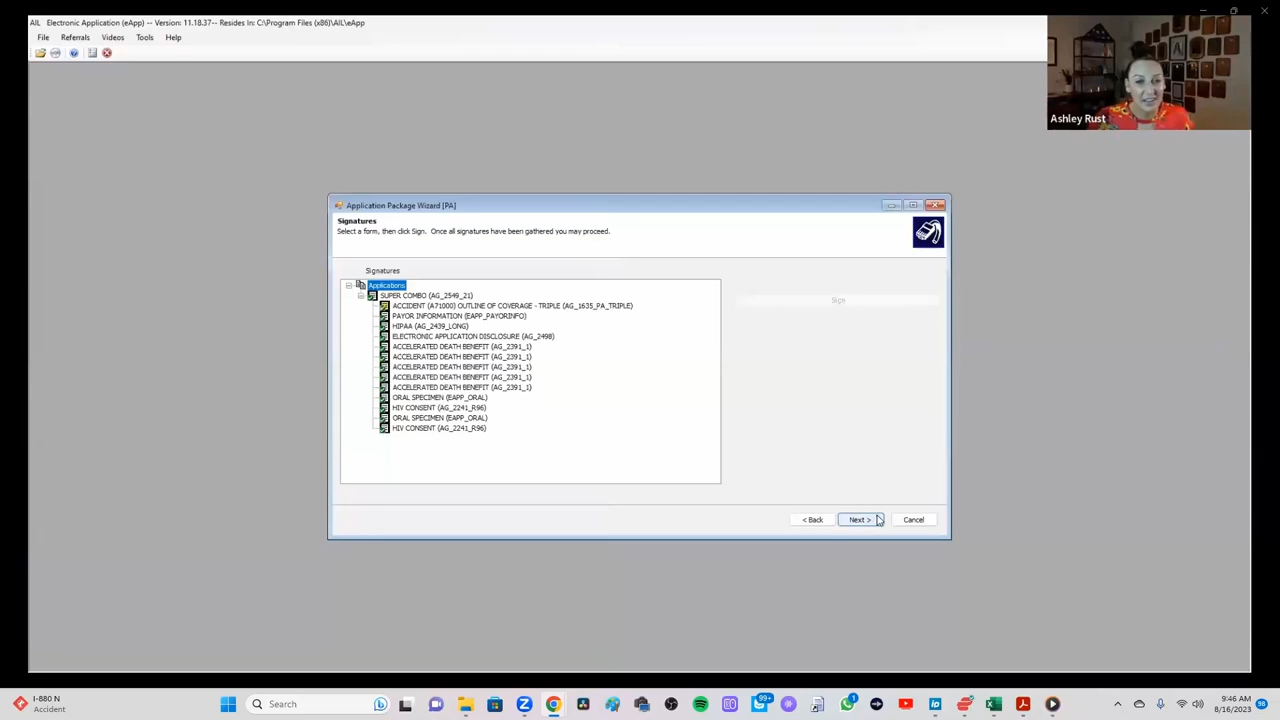 AIL Electronic Application (eApp) -- Version: 11.18.37-- Resides In: C:\Program Files (x86)\AIL\eApp
File Referrals Videos Tools Help
Ashley Rust
Application Package Wizard [PA]
Signatures
Select a form, then click Sign. Once all signatures have been gathered you may proceed.
Signatures
Applications
SUPER COMBO (AG_2549_21)
ACCIDENT (A71000) OUTLINE OF COVERAGE - TRIPLE (AG_1635_PA_TRIPLE)
PAYOR INFORMATION (EAPP_PAYORINFO)
HIPAA (AG_2439_LONG)
ELECTRONIC APPLICATION DISCLOSURE (AG_2498)
ACCELERATED DEATH BENEFIT (AG_2391_1)
ACCELERATED DEATH BENEFIT (AG_2391_1)
ACCELERATED DEATH BENEFIT (AG_2391_1)
ACCELERATED DEATH BENEFIT (AG_2391_1)
ACCELERATED DEATH BENEFIT (AG_2391_1)
ORAL SPECIMEN (EAPP_ORAL)
HIV CONSENT (AG_2241_R96)
ORAL SPECIMEN (EAPP_ORAL)
HIV CONSENT (AG_2241_R96)
Sign
< Back Next > Cancel
I-880 N
Accident
Search
99+
1
9:46 AM
8/16/2023
98